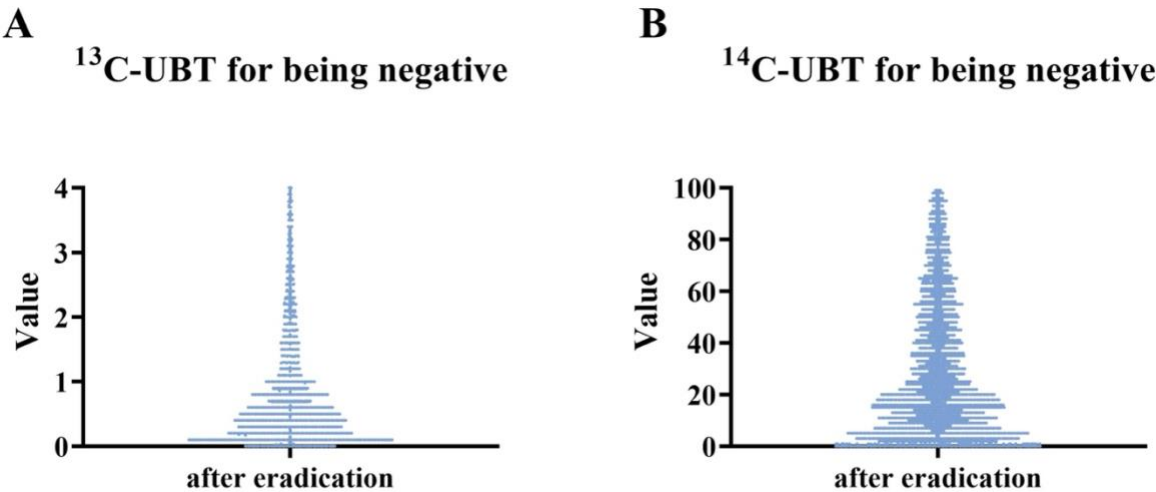 A
¹³C-UBT for being negative
4
3
2
1
0
Value
after eradication
B
¹⁴C-UBT for being negative
100
80
60
40
20
0
Value
after eradication